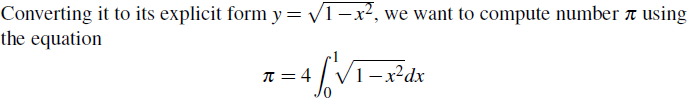 Converting it to its explicit form y = √1−x², we want to compute number π using
the equation
π = 4 ∫₀¹ √1−x² dx